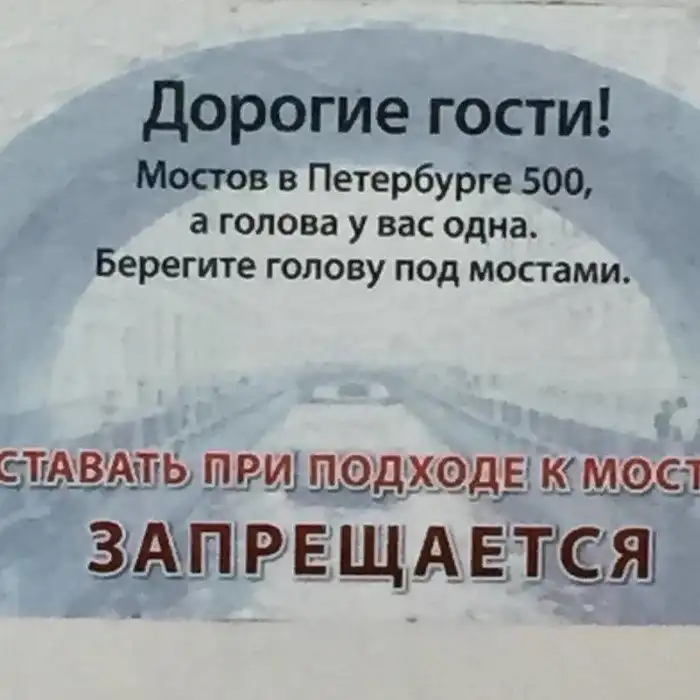 Дорогие гости!
Мостов в Петербурге 500,
а голова у вас одна.
Берегите голову под мостами.
СТАВАТЬ ПРИ ПОДХОДЕ К МОСТ
ЗАПРЕЩАЕТСЯ